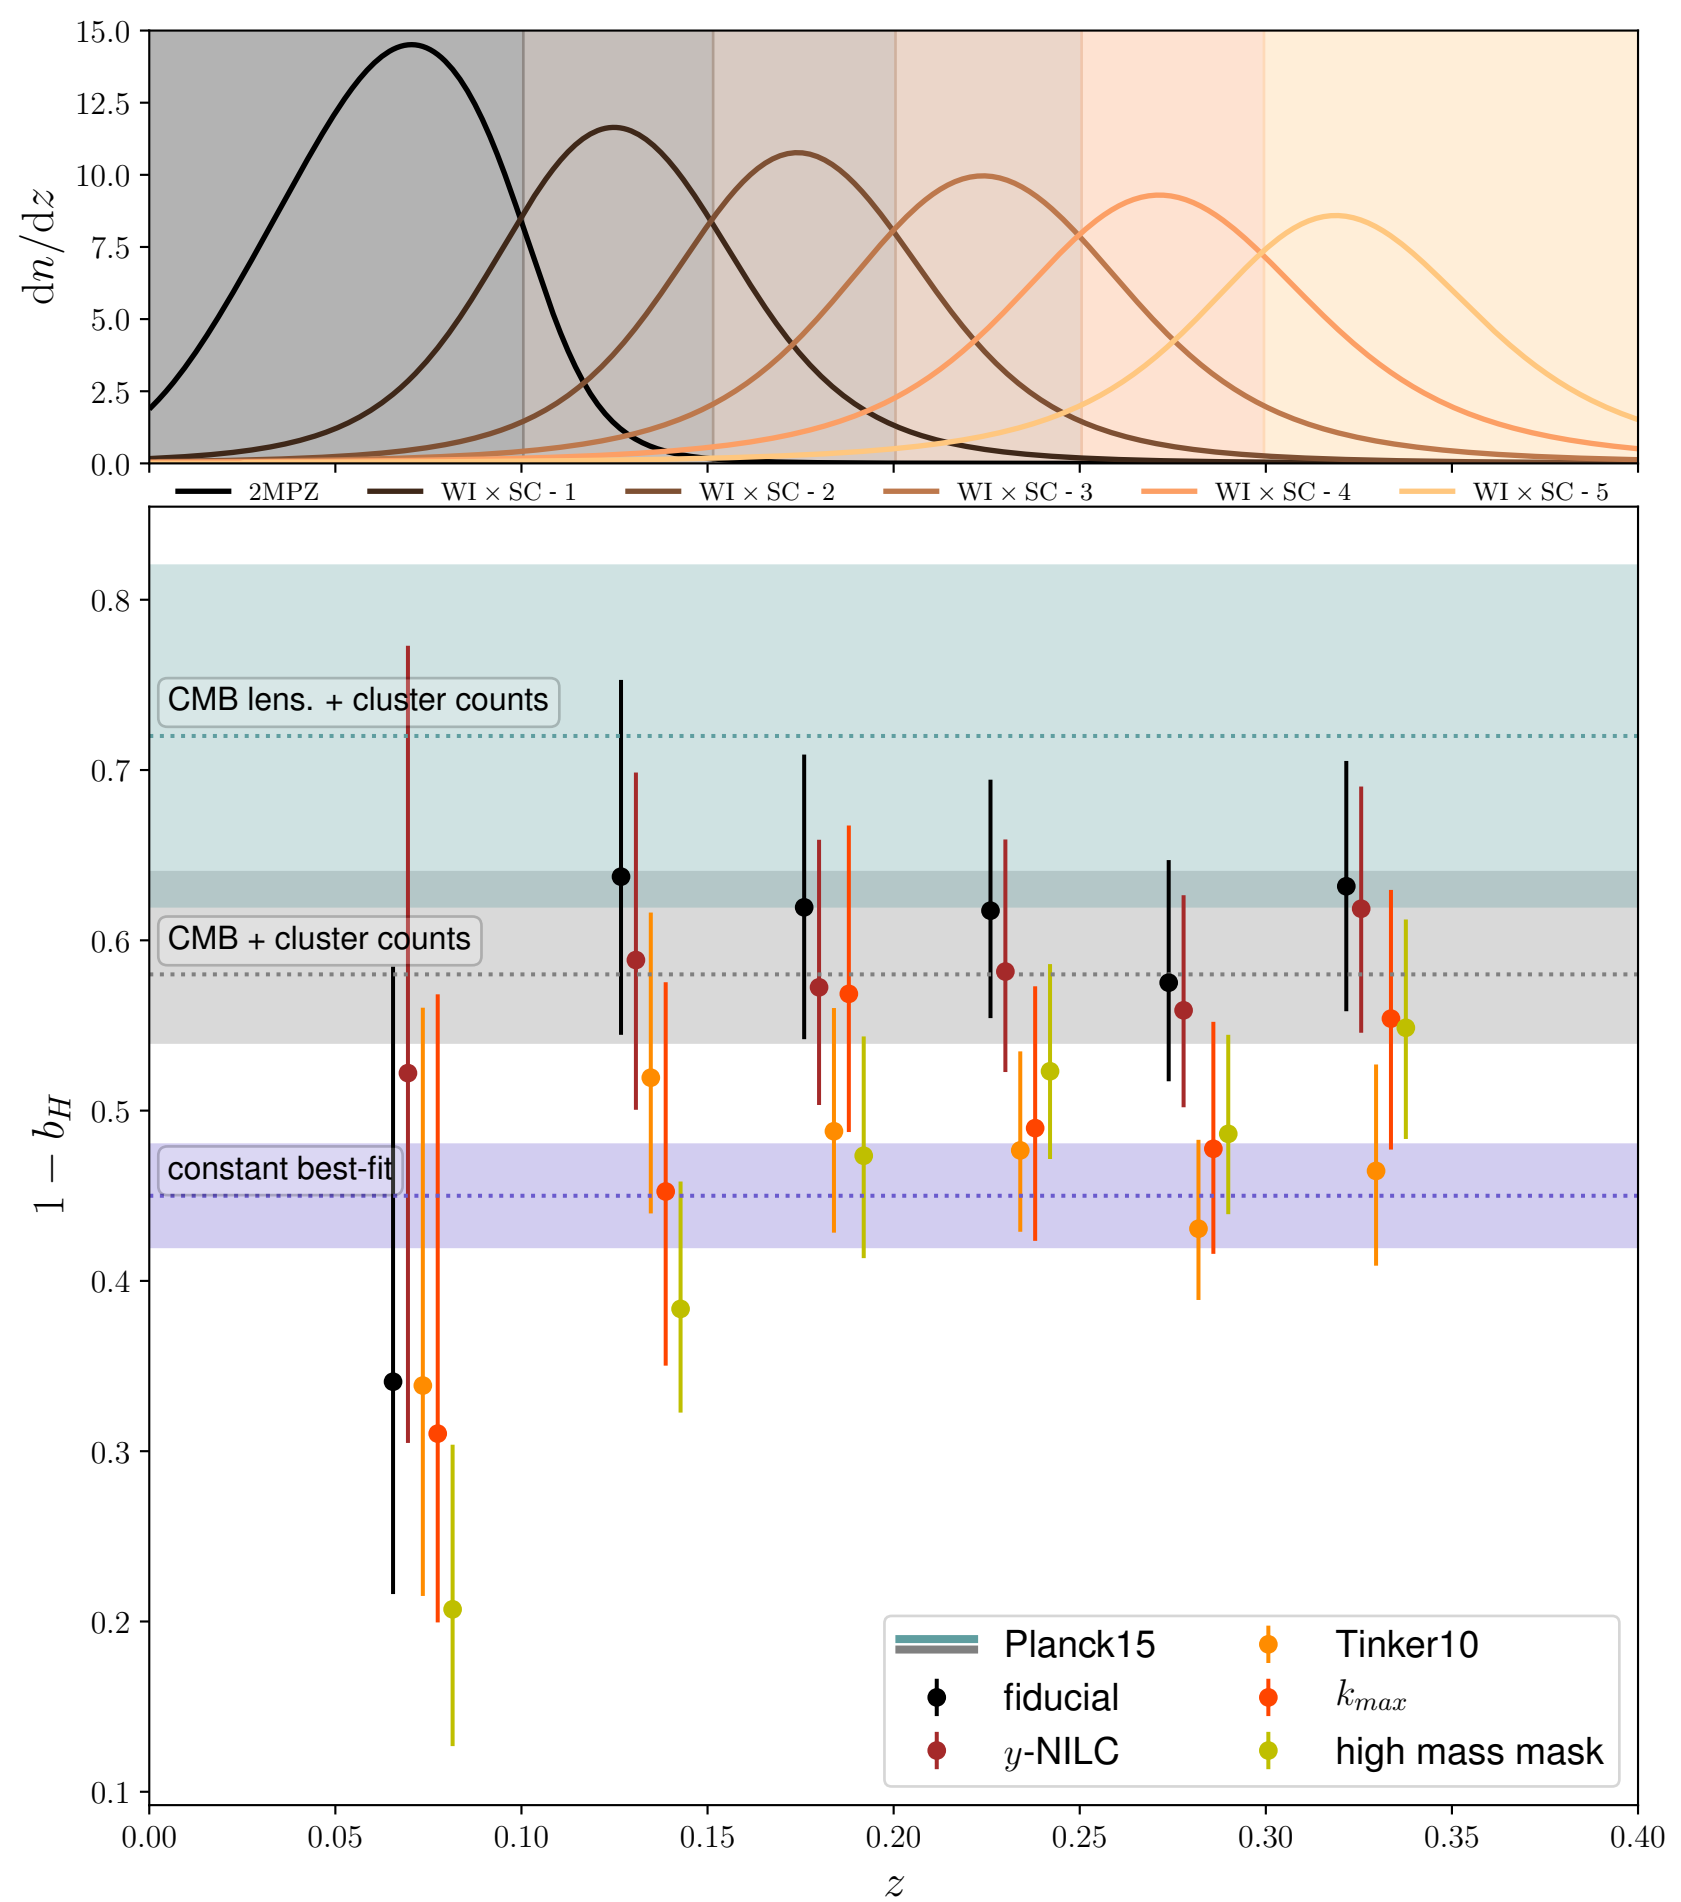 15.0
12.5
10.0
7.5
5.0
2.5
0.0
dn/dz
2MPZ WI × SC - 1 WI × SC - 2 WI × SC - 3 WI × SC - 4 WI × SC - 5
0.8
0.7
0.6
0.5
0.4
0.3
0.2
0.1
1 − b_H
CMB lens. + cluster counts
CMB + cluster counts
constant best-fit
Planck15 Tinker10
fiducial k_max
y-NILC high mass mask
0.00 0.05 0.10 0.15 0.20 0.25 0.30 0.35 0.40
z